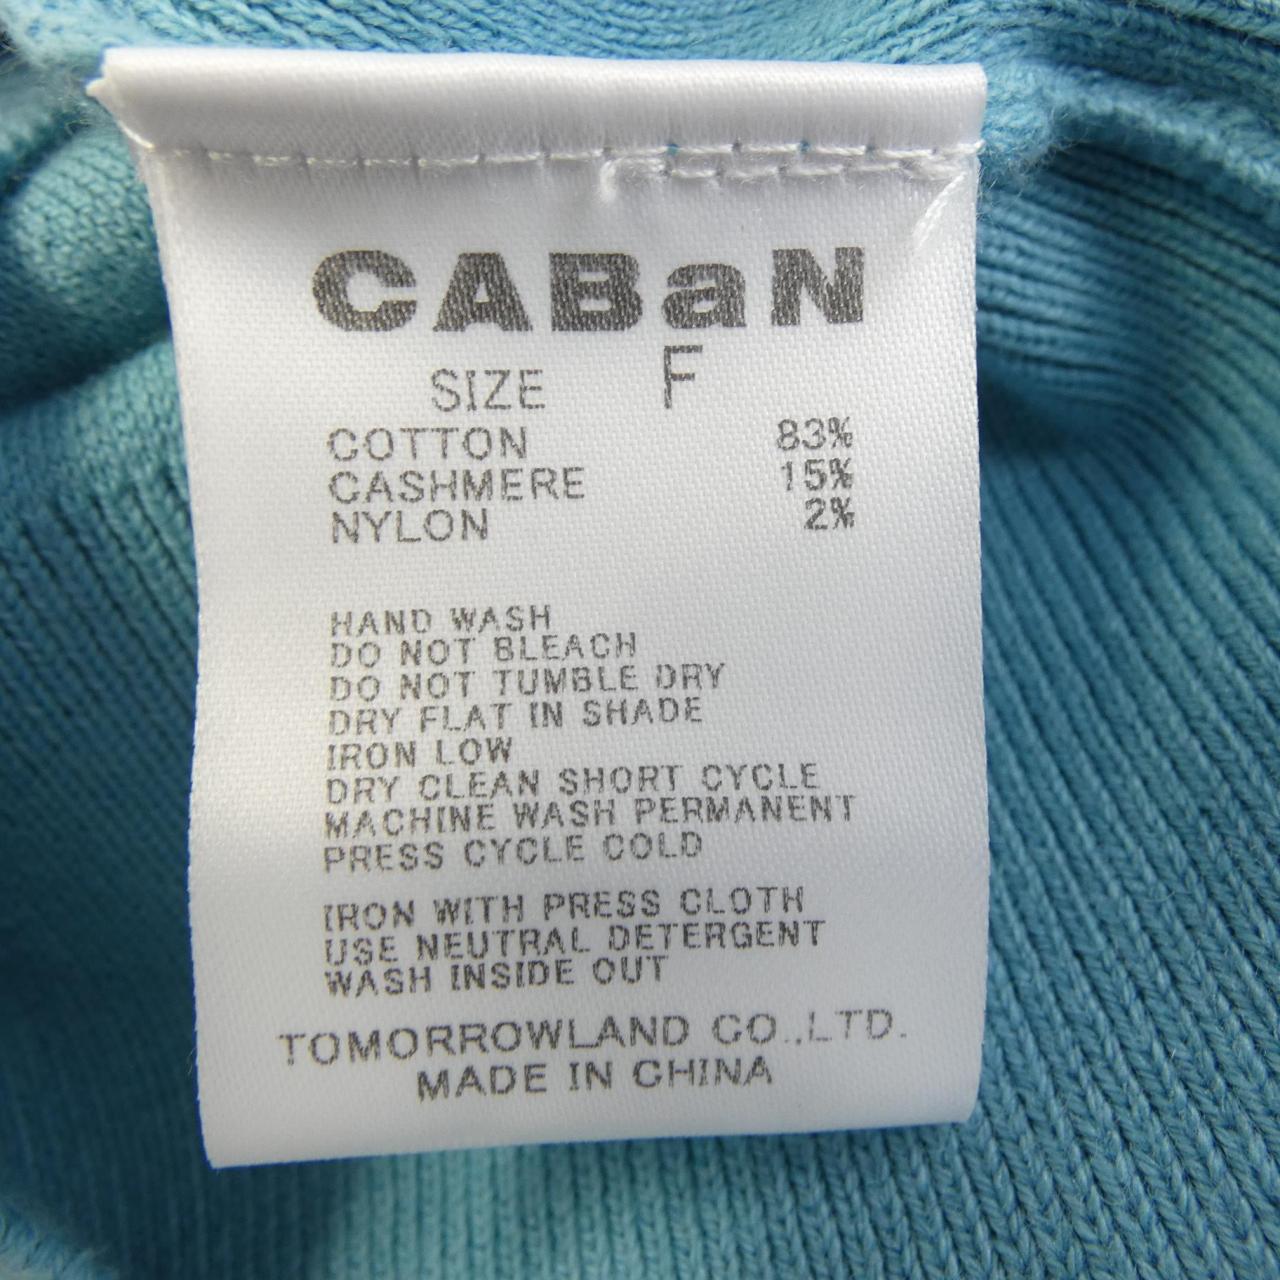 CABaN
SIZE F
COTTON 83%
CASHMERE 15%
NYLON 2%
HAND WASH
DO NOT BLEACH
DO NOT TUMBLE DRY
DRY FLAT IN SHADE
IRON LOW
DRY CLEAN SHORT CYCLE
MACHINE WASH PERMANENT
PRESS CYCLE COLD
IRON WITH PRESS CLOTH
USE NEUTRAL DETERGENT
WASH INSIDE OUT
TOMORROWLAND CO.,LTD.
MADE IN CHINA